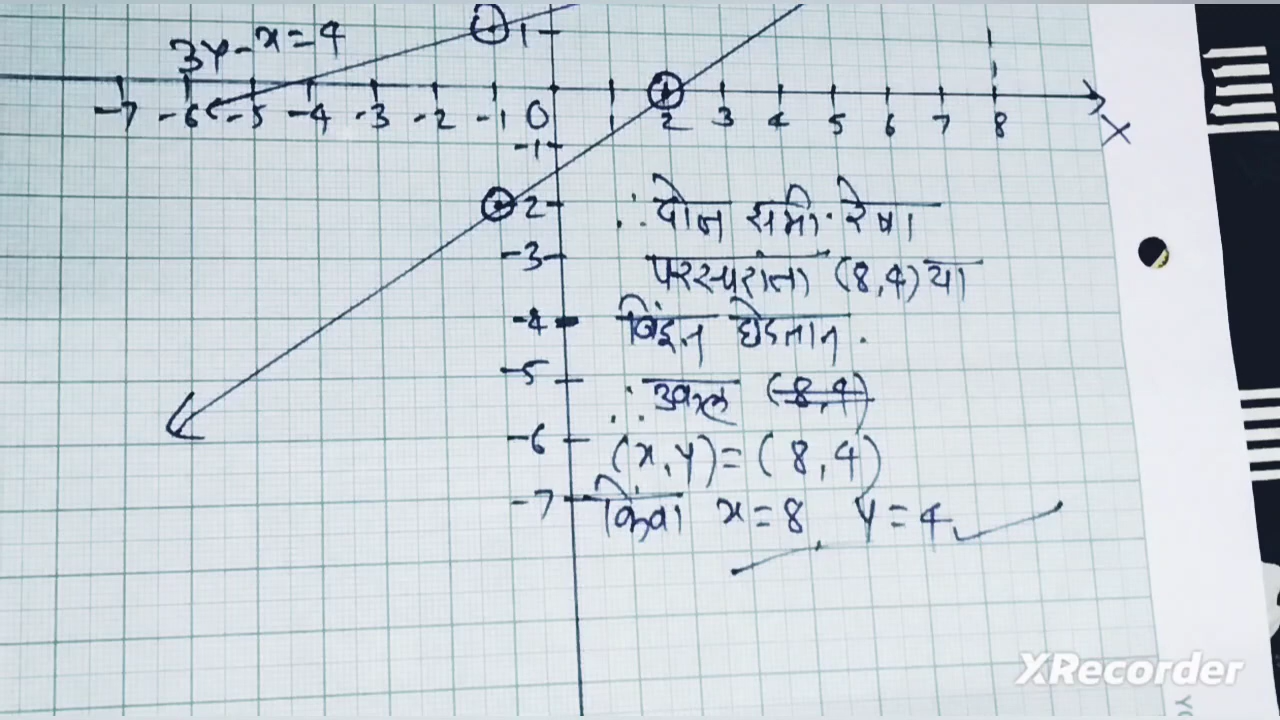 3y-x=4
1
-7 -6 -5 -4 -3 -2 -1 0 2 3 4 5 6 7 8
X
-1
2
-3
-4
-5
-6
-7
∴ दोन समी. रेषा
परस्परांना (8,4) या
बिंदूत छेदतात.
∴ उकल (8,4)
(x,y)=(8,4)
किंवा x=8, y=4
XRecorder